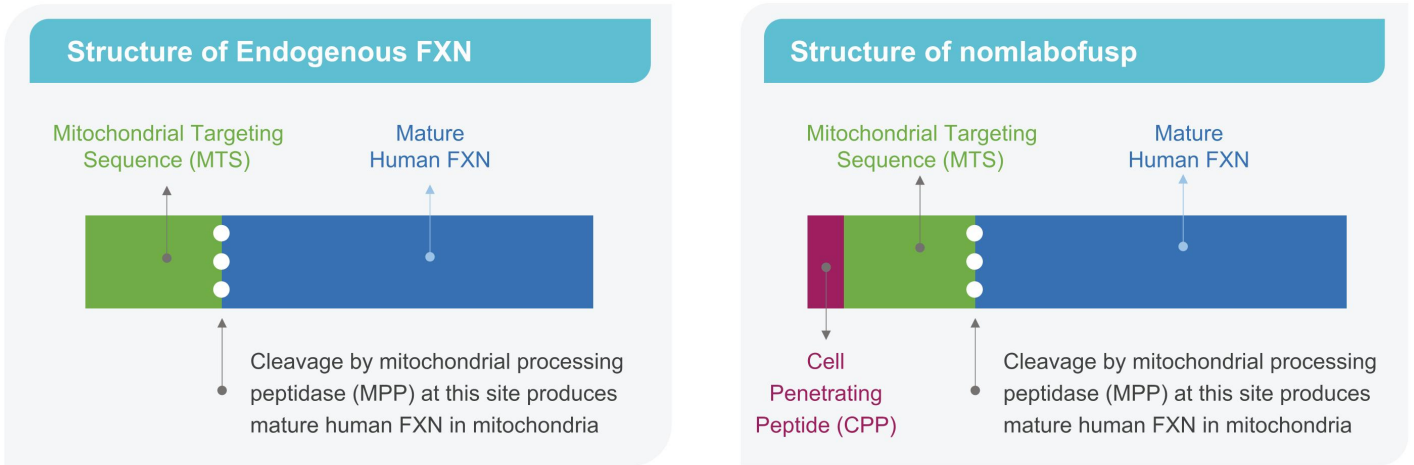 Structure of Endogenous FXN
Mitochondrial Targeting
Sequence (MTS)
Mature
Human FXN
Cleavage by mitochondrial processing
peptidase (MPP) at this site produces
mature human FXN in mitochondria
Structure of nomlabofusp
Mitochondrial Targeting
Sequence (MTS)
Mature
Human FXN
Cell
Penetrating
Peptide (CPP)
Cleavage by mitochondrial processing
peptidase (MPP) at this site produces
mature human FXN in mitochondria